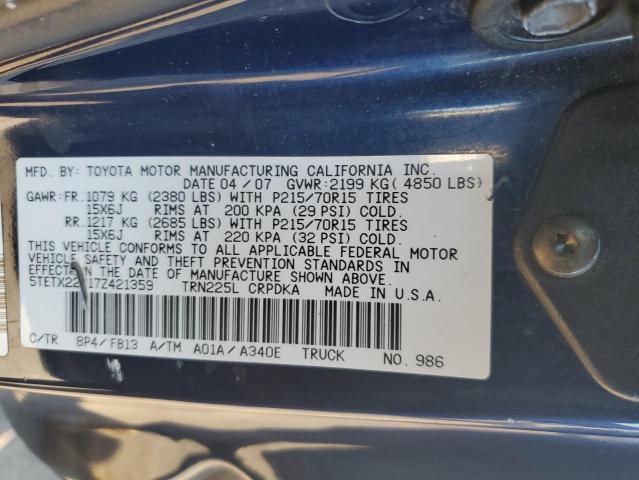 MFD. BY: TOYOTA MOTOR MANUFACTURING CALIFORNIA INC.
DATE 04/07 GVWR:2199 KG( 4850 LBS)
GAWR:FR.1079 KG (2380 LBS) WITH P215/70R15 TIRES
15X6J RIMS AT 200 KPA (29 PSI) COLD.
RR.1217 KG (2685 LBS) WITH P215/70R15 TIRES
15X6J RIMS AT 220 KPA (32 PSI) COLD.
THIS VEHICLE CONFORMS TO ALL APPLICABLE FEDERAL MOTOR
VEHICLE SAFETY AND THEFT PREVENTION STANDARDS IN
EFFECT ON THE DATE OF MANUFACTURE SHOWN ABOVE.
TRN225L CRPDKA MADE IN U.S.A.
C/TR 8P4/FB13 A/TM A01A/A340E TRUCK NO. 986